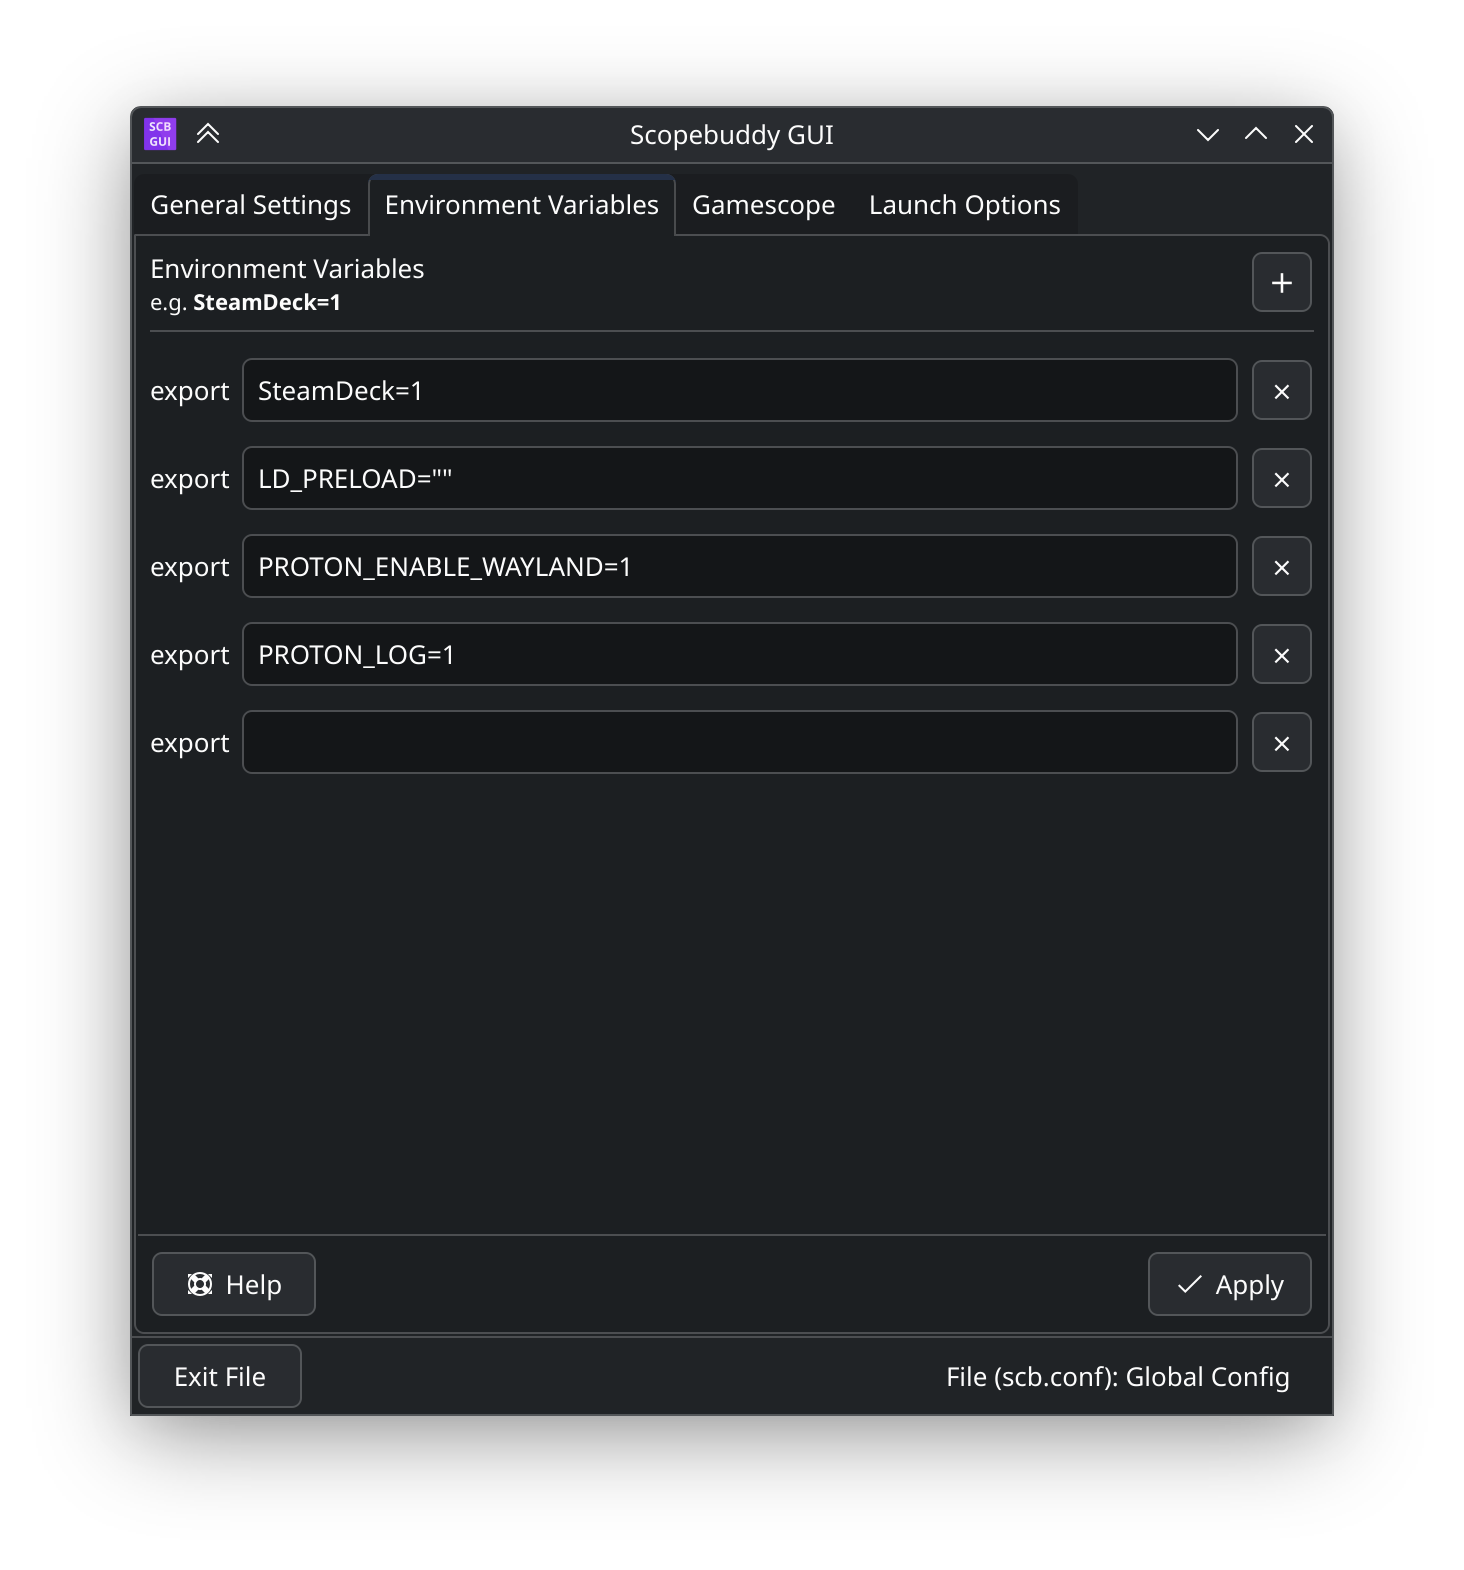 SCB
GUI
Scopebuddy GUI
General Settings
Environment Variables
Gamescope
Launch Options
Environment Variables
e.g. SteamDeck=1
export SteamDeck=1
export LD_PRELOAD=""
export PROTON_ENABLE_WAYLAND=1
export PROTON_LOG=1
export
Help
Apply
Exit File
File (scb.conf): Global Config